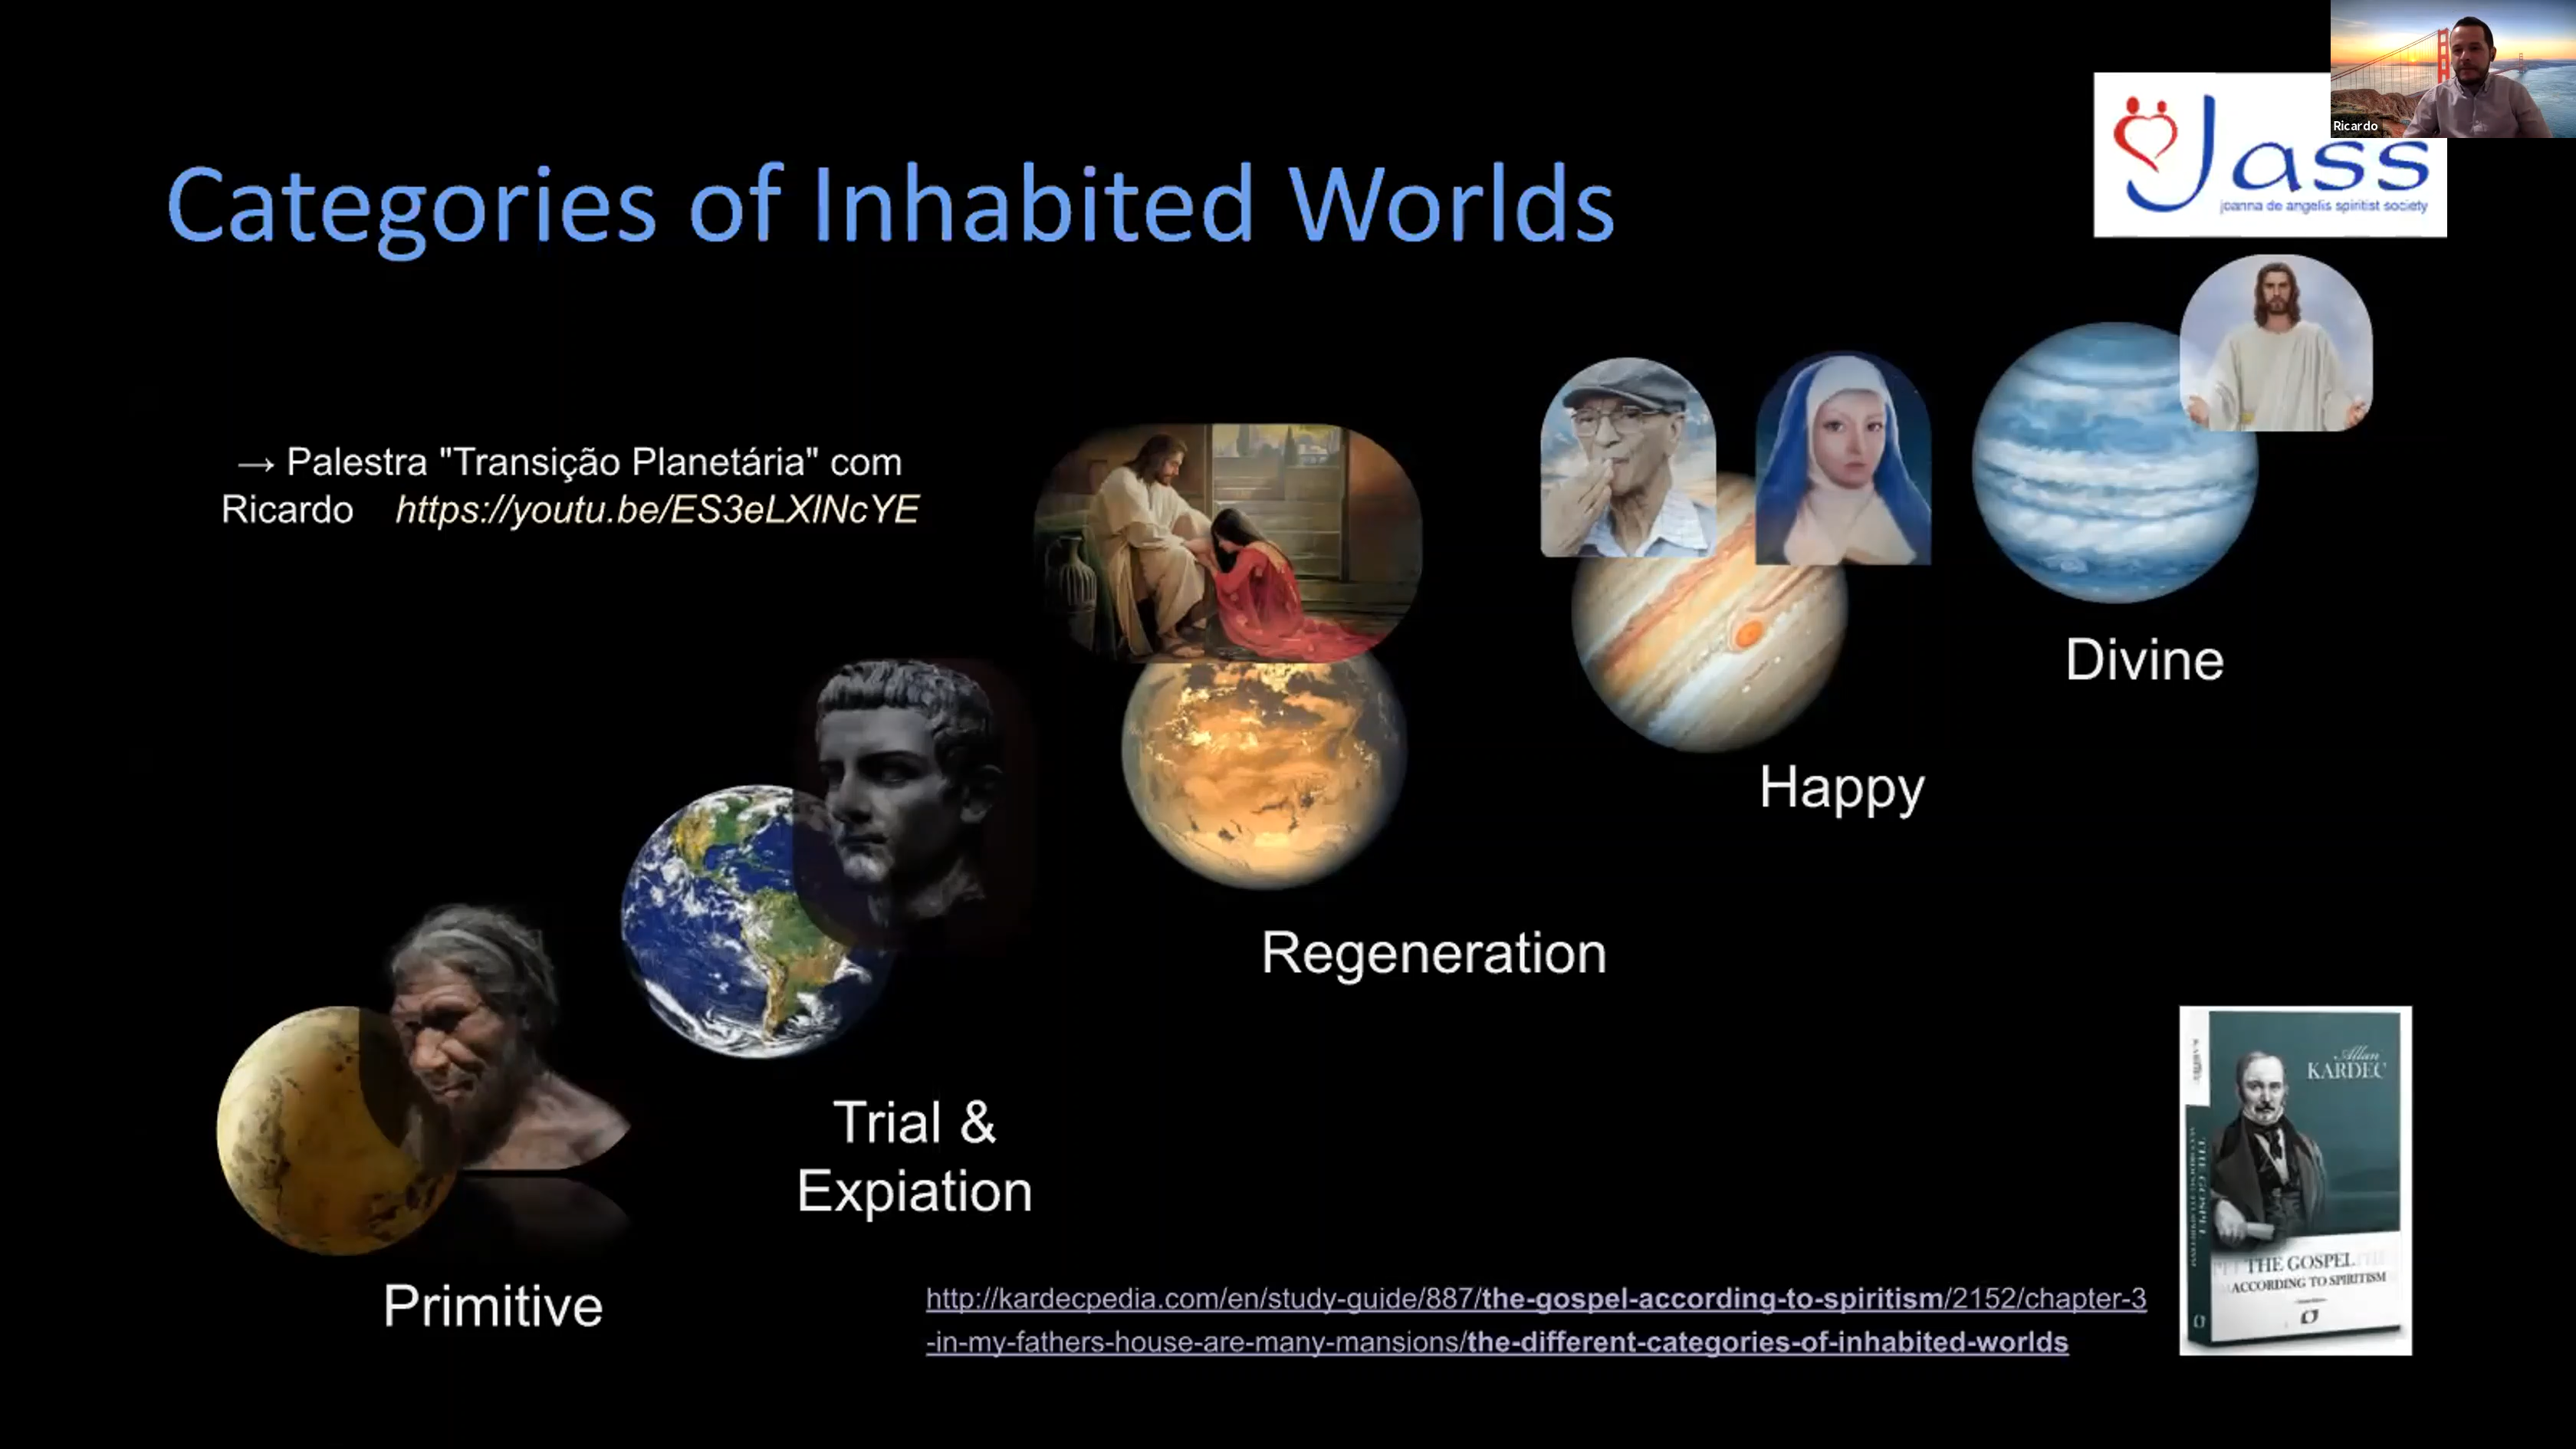 Ricardo
Jass
joanna de angelis spiritist society
Categories of Inhabited Worlds
→ Palestra "Transição Planetária" com
Ricardo https://youtu.be/ES3eLXlNcYE
Divine
Happy
Regeneration
Trial &
Expiation
Primitive
Allan
KARDEC
THE GOSPEL
ACCORDING TO SPIRITISM
http://kardecpedia.com/en/study-guide/887/the-gospel-according-to-spiritism/2152/chapter-3
-in-my-fathers-house-are-many-mansions/the-different-categories-of-inhabited-worlds